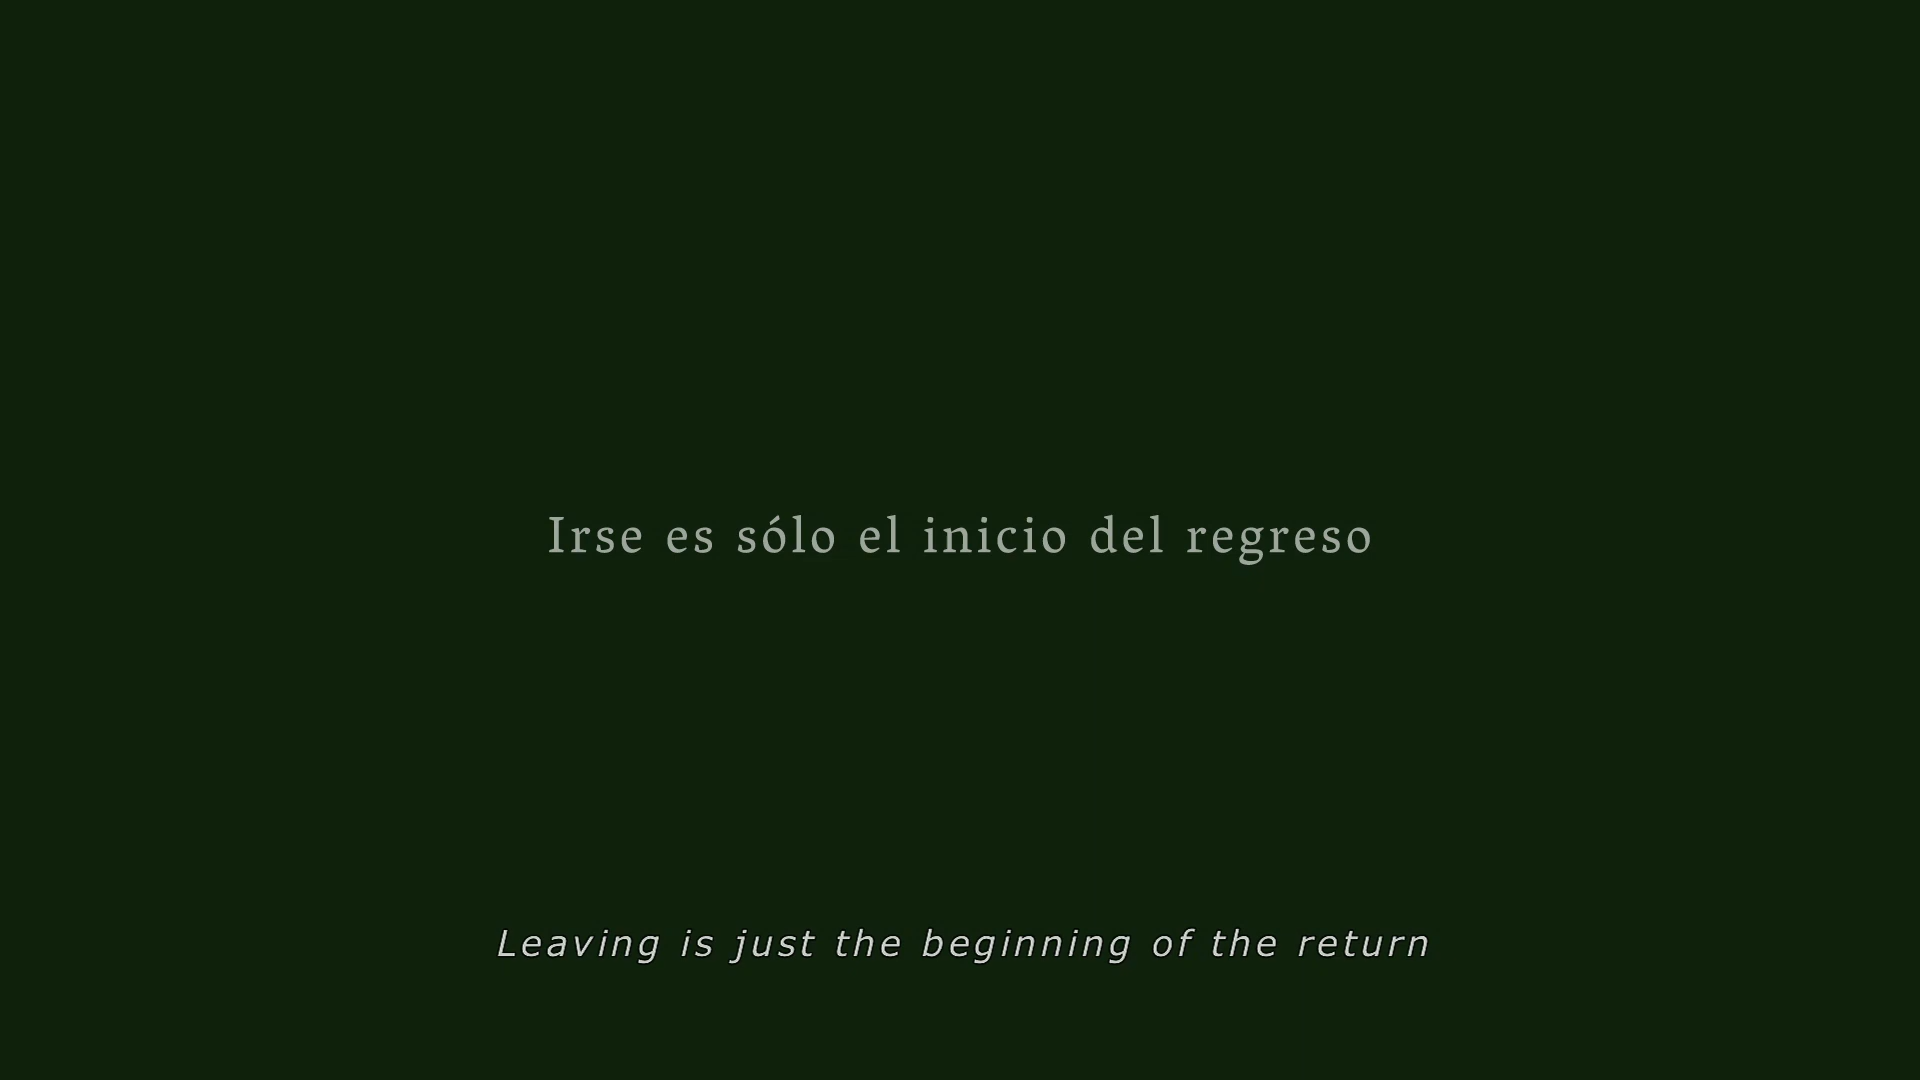 Irse es sólo el inicio del regreso
Leaving is just the beginning of the return